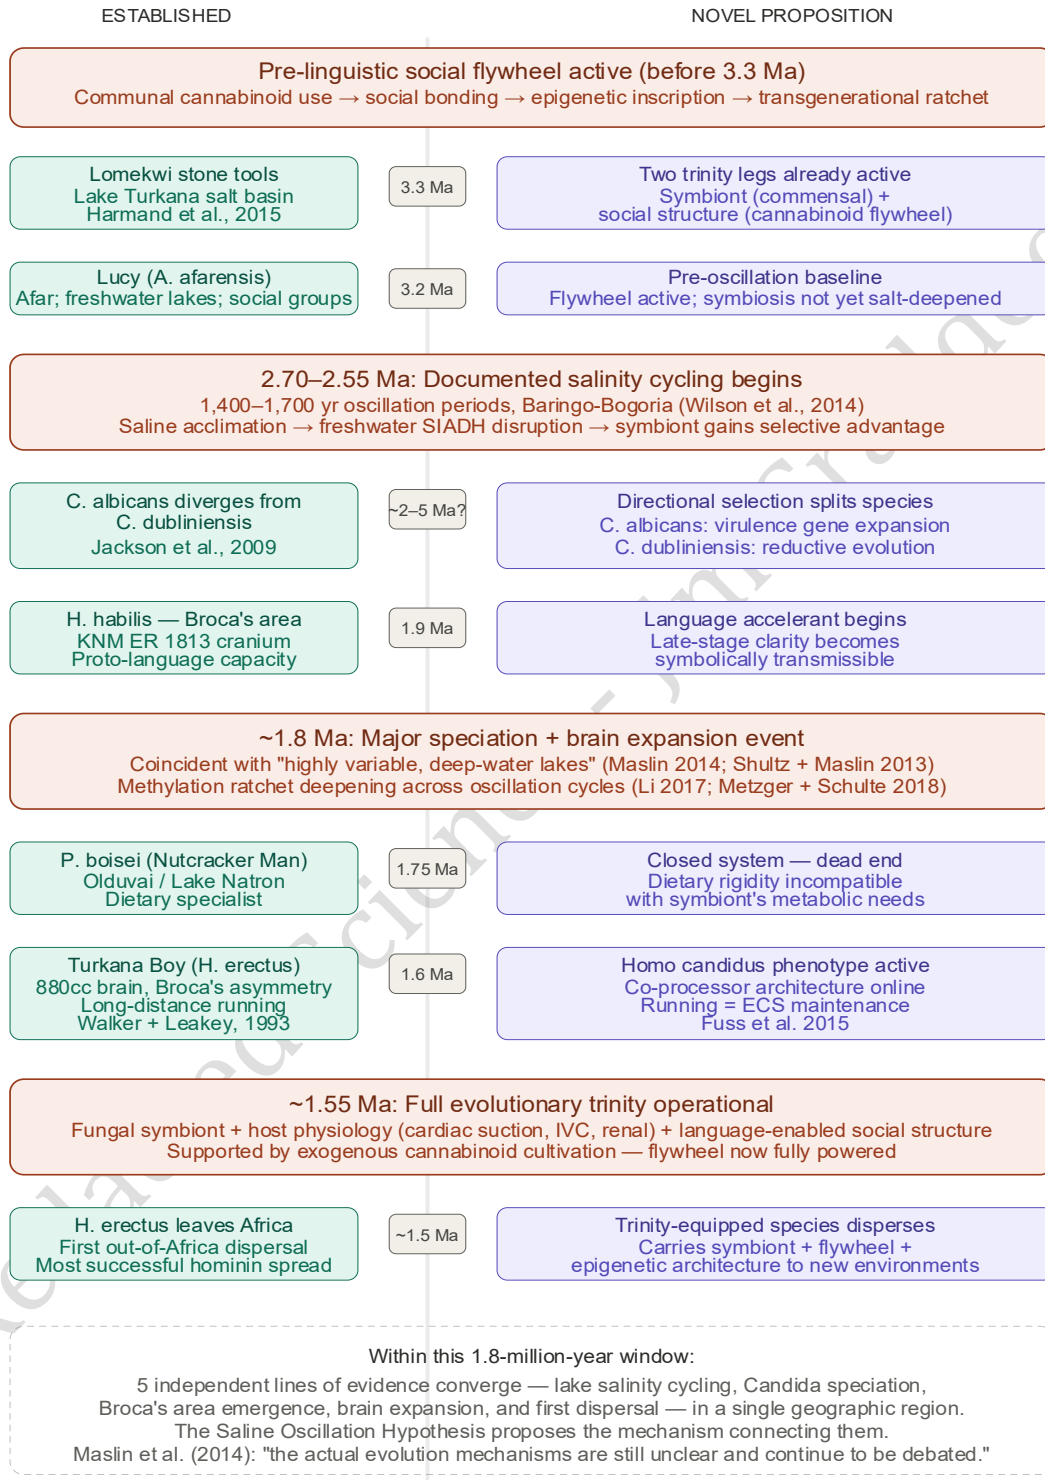 ESTABLISHED
NOVEL PROPOSITION
Pre-linguistic social flywheel active (before 3.3 Ma)
Communal cannabinoid use → social bonding → epigenetic inscription → transgenerational ratchet
Lomekwi stone tools
Lake Turkana salt basin
Harmand et al., 2015
3.3 Ma
Two trinity legs already active
Symbiont (commensal) +
social structure (cannabinoid flywheel)
Lucy (A. afarensis)
Afar; freshwater lakes; social groups
3.2 Ma
Pre-oscillation baseline
Flywheel active; symbiosis not yet salt-deepened
2.70–2.55 Ma: Documented salinity cycling begins
1,400–1,700 yr oscillation periods, Baringo-Bogoria (Wilson et al., 2014)
Saline acclimation → freshwater SIADH disruption → symbiont gains selective advantage
C. albicans diverges from
C. dubliniensis
Jackson et al., 2009
~2–5 Ma?
Directional selection splits species
C. albicans: virulence gene expansion
C. dubliniensis: reductive evolution
H. habilis — Broca's area
KNM ER 1813 cranium
Proto-language capacity
1.9 Ma
Language accelerant begins
Late-stage clarity becomes
symbolically transmissible
~1.8 Ma: Major speciation + brain expansion event
Coincident with "highly variable, deep-water lakes" (Maslin 2014; Shultz + Maslin 2013)
Methylation ratchet deepening across oscillation cycles (Li 2017; Metzger + Schulte 2018)
P. boisei (Nutcracker Man)
Olduvai / Lake Natron
Dietary specialist
1.75 Ma
Closed system — dead end
Dietary rigidity incompatible
with symbiont's metabolic needs
Turkana Boy (H. erectus)
880cc brain, Broca's asymmetry
Long-distance running
Walker + Leakey, 1993
1.6 Ma
Homo candidus phenotype active
Co-processor architecture online
Running = ECS maintenance
Fuss et al. 2015
~1.55 Ma: Full evolutionary trinity operational
Fungal symbiont + host physiology (cardiac suction, IVC, renal) + language-enabled social structure
Supported by exogenous cannabinoid cultivation — flywheel now fully powered
H. erectus leaves Africa
First out-of-Africa dispersal
Most successful hominin spread
~1.5 Ma
Trinity-equipped species disperses
Carries symbiont + flywheel +
epigenetic architecture to new environments
Within this 1.8-million-year window:
5 independent lines of evidence converge — lake salinity cycling, Candida speciation,
Broca's area emergence, brain expansion, and first dispersal — in a single geographic region.
The Saline Oscillation Hypothesis proposes the mechanism connecting them.
Maslin et al. (2014): "the actual evolution mechanisms are still unclear and continue to be debated."